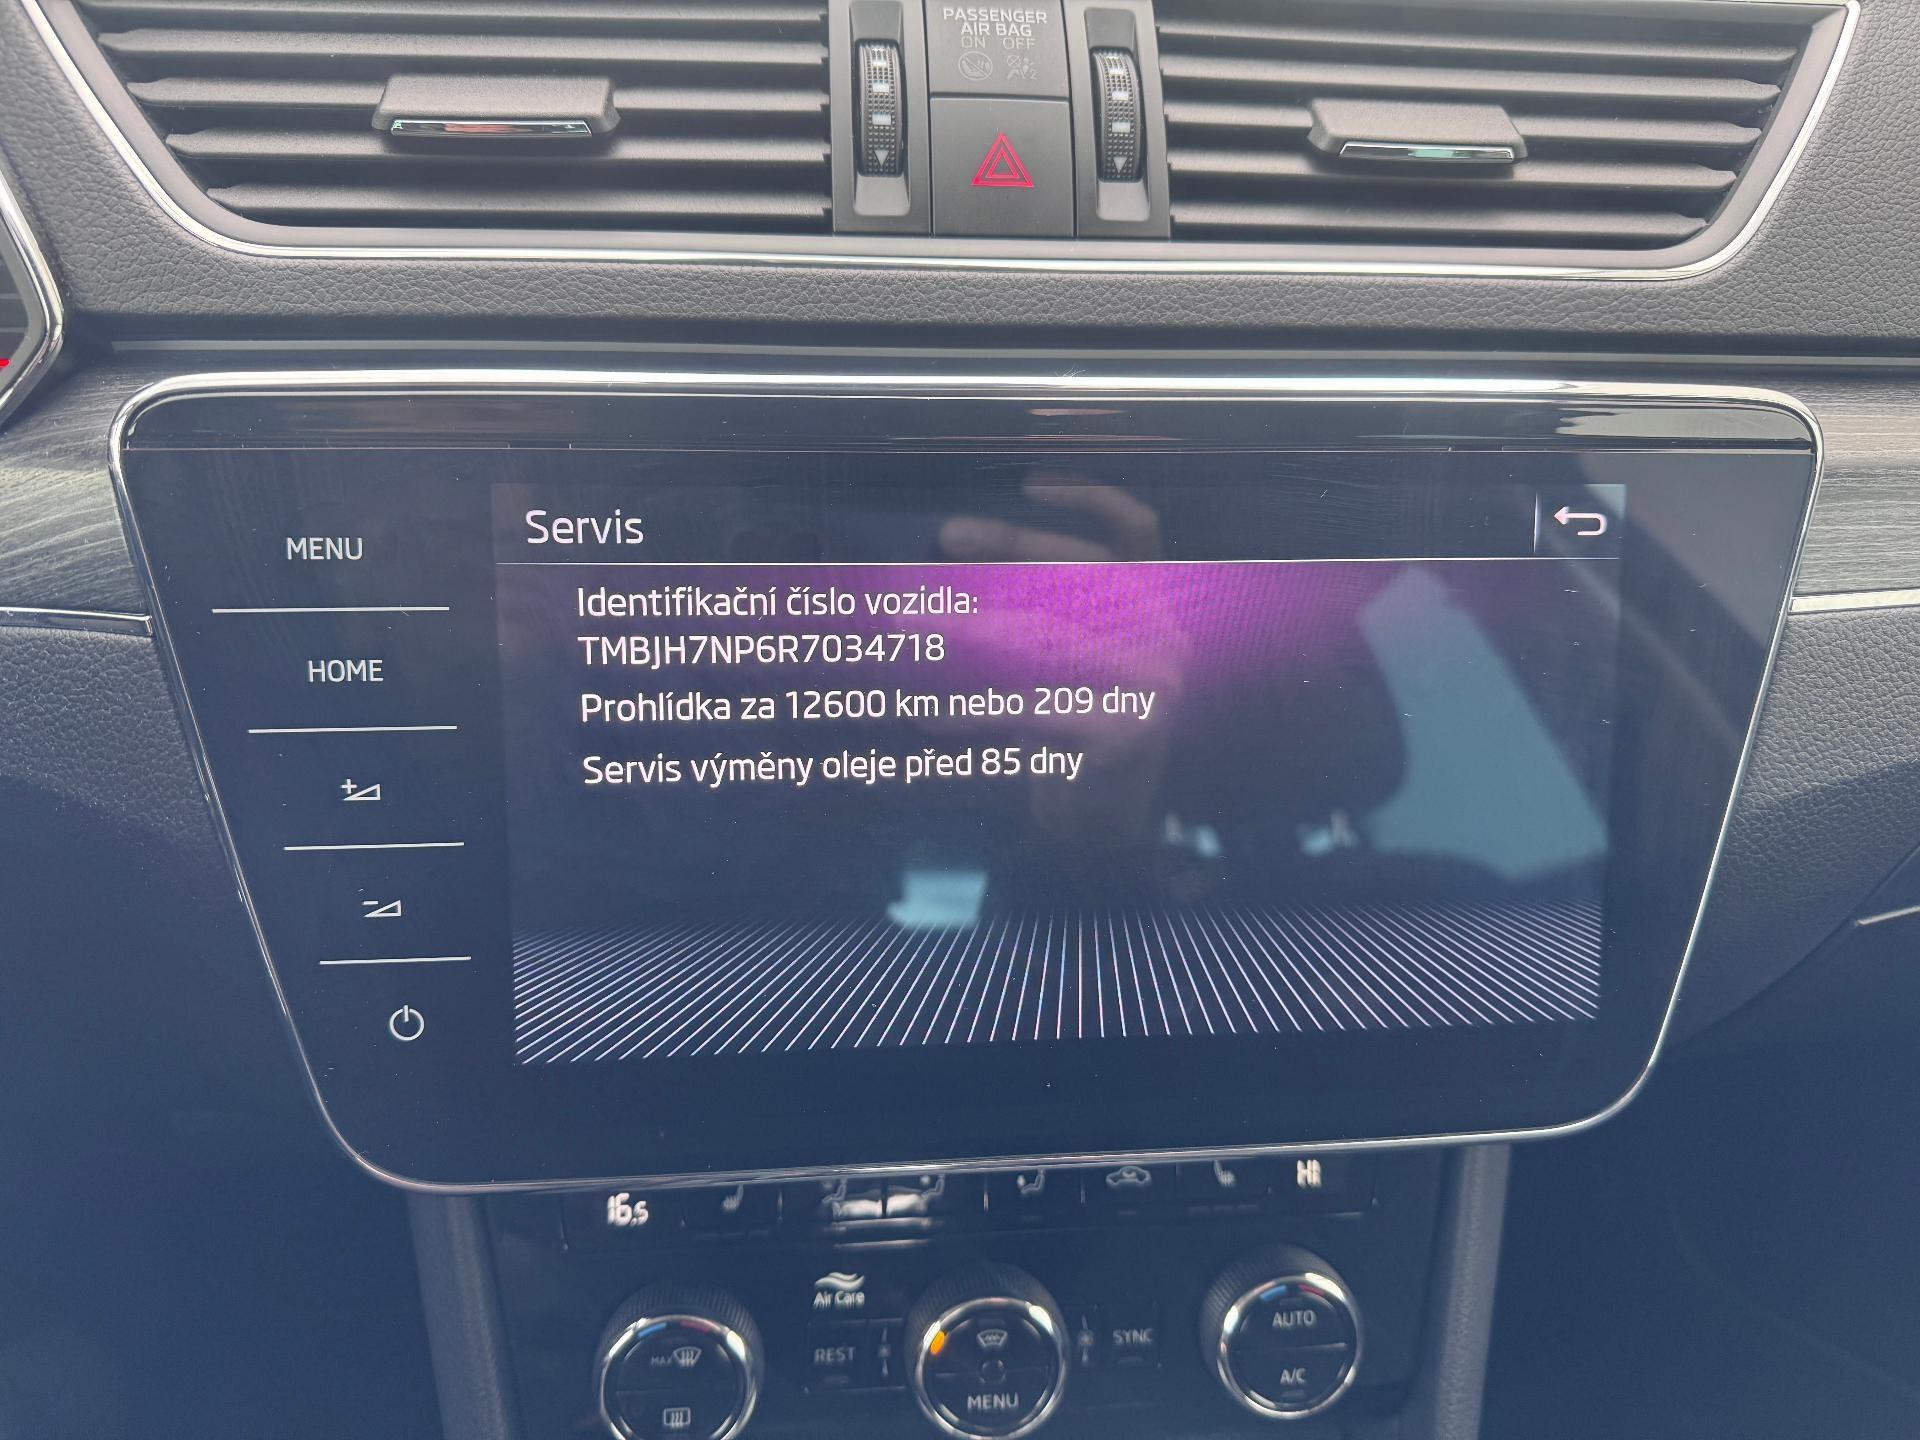 PASSENGER
AIR BAG
ON OFF
Servis
MENU
Identifikační číslo vozidla:
TMBJH7NP6R7034718
HOME
Prohlídka za 12600 km nebo 209 dny
Servis výměny oleje před 85 dny
16,5
HI
Air Care
MAX
REST
SYNC
AUTO
MENU
A/C